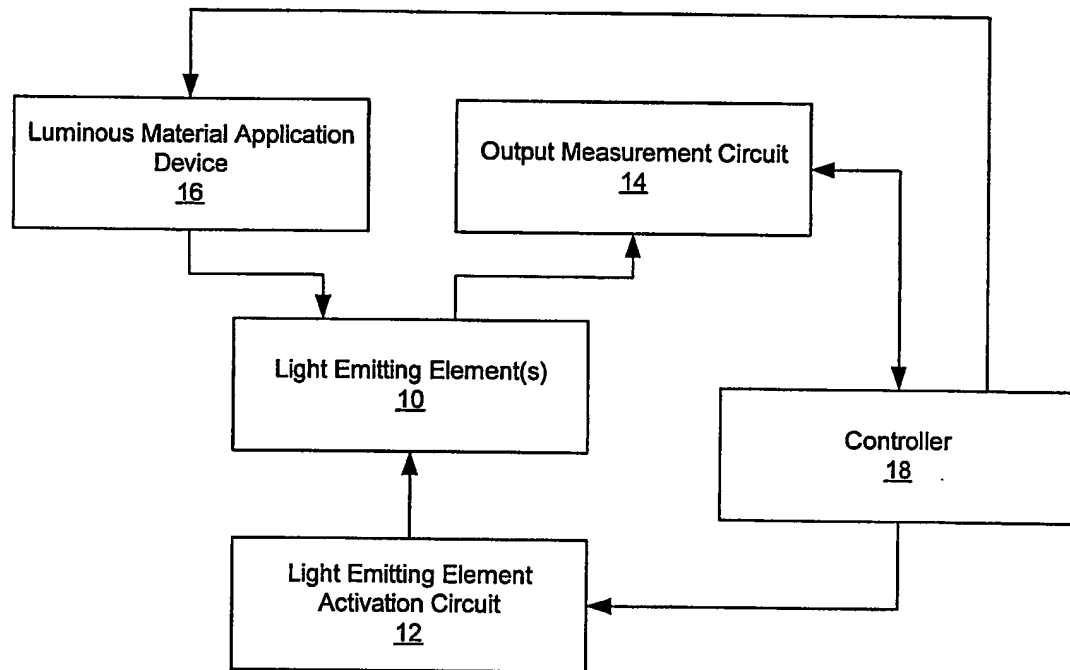 Luminous Material Application
Device
16
Output Measurement Circuit
14
Light Emitting Element(s)
10
Controller
18
Light Emitting Element
Activation Circuit
12